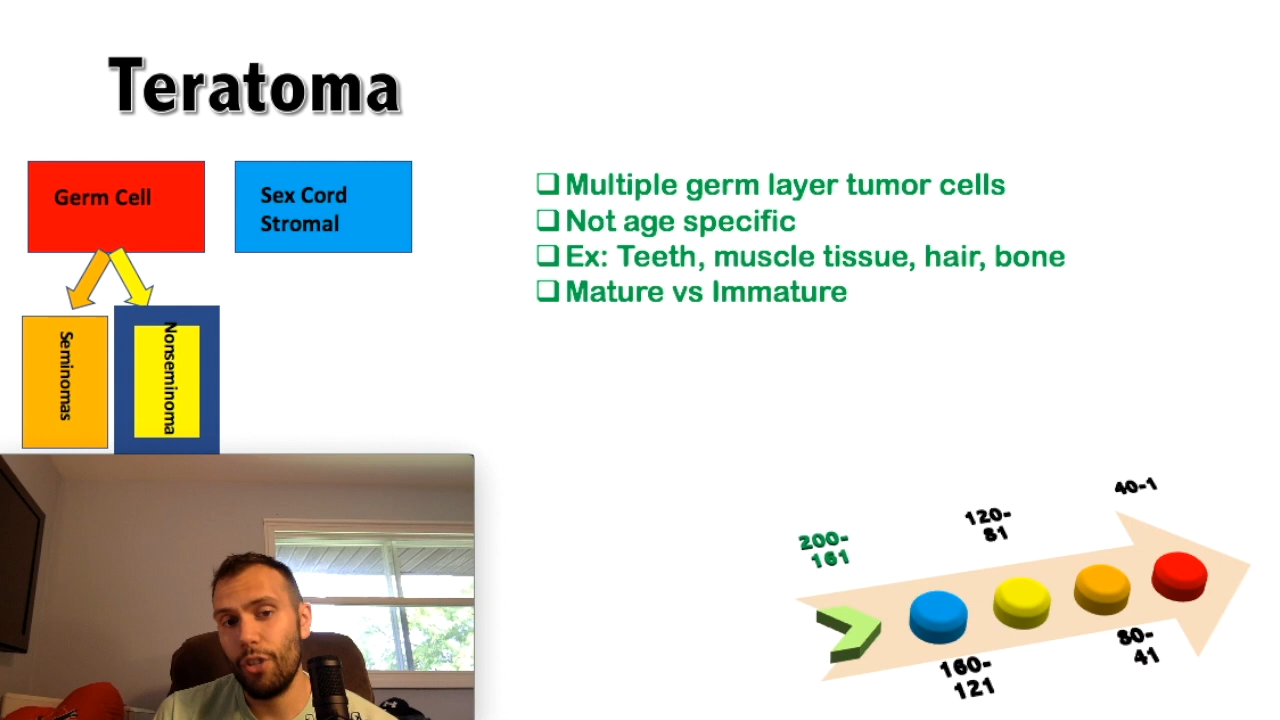 Teratoma
Germ Cell
Sex Cord
Stromal
Seminomas
Nonseminoma
❑ Multiple germ layer tumor cells
❑ Not age specific
❑ Ex: Teeth, muscle tissue, hair, bone
❑ Mature vs Immature
200-
161
160-
121
120-
81
80-
41
40-1